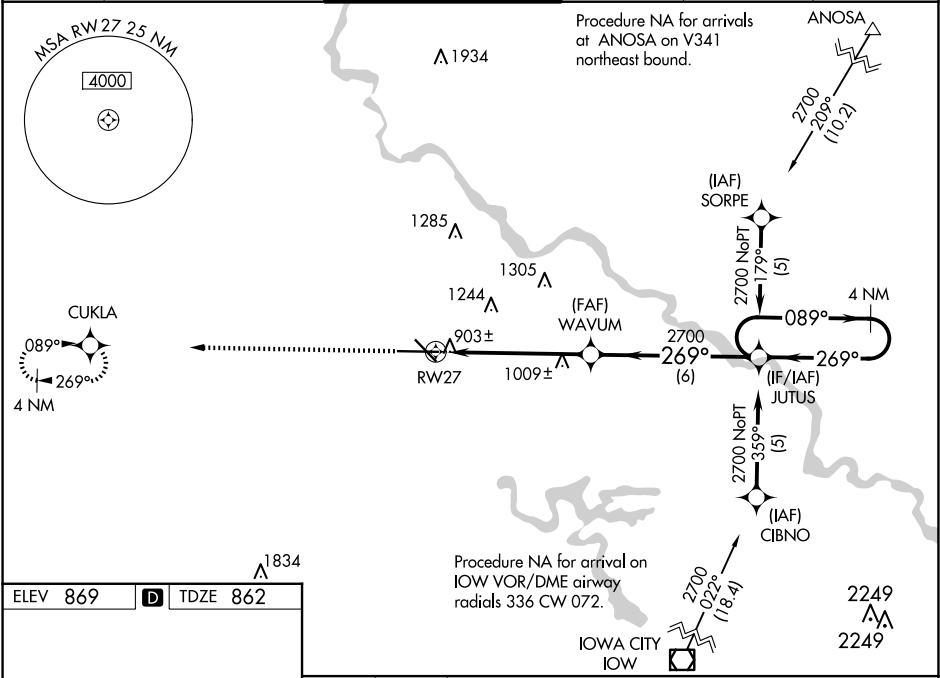 MSA RW27 25 NM
4000
1934
Procedure NA for arrivals
at ANOSA on V341
northeast bound.
ANOSA
2700
209°
(10.2)
(IAF)
SORPE
2700 NoPT
179°
(5)
1285
1305
1244
903±
RW27
1009±
(FAF)
WAVUM
2700
269°
(6)
4 NM
089°
269°
(IF/IAF)
JUTUS
CUKLA
089°
269°
4 NM
2700 NoPT
359°
(5)
(IAF)
CIBNO
1834
Procedure NA for arrival on
IOW VOR/DME airway
radials 336 CW 072.
2700
022°
(18.4)
IOWA CITY
IOW
2249
2249
ELEV 869 D TDZE 862